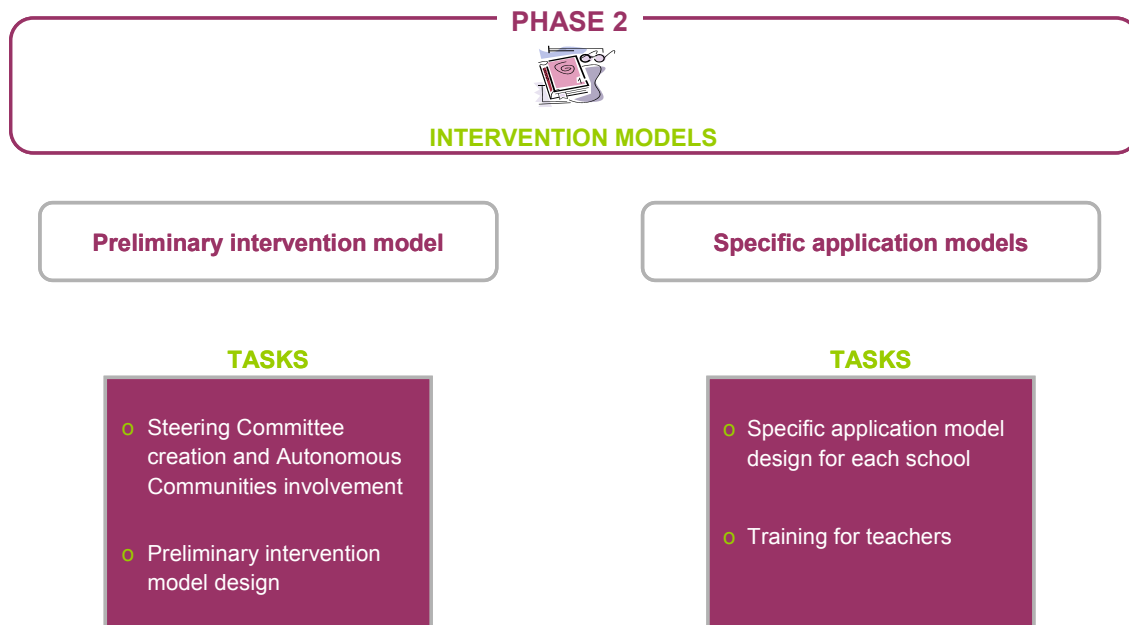 PHASE 2
INTERVENTION MODELS
Preliminary intervention model
Specific application models
TASKS
o Steering Committee
creation and Autonomous
Communities involvement
o Preliminary intervention
model design
TASKS
o Specific application model
design for each school
o Training for teachers